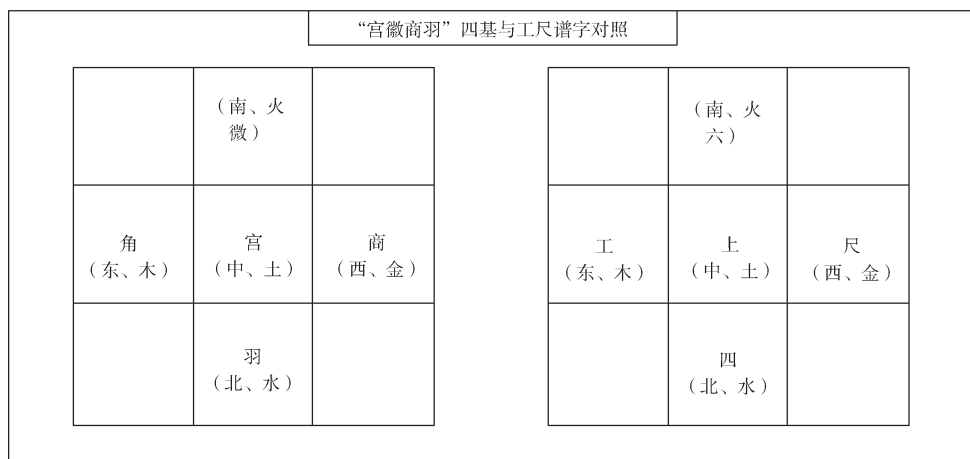 “宫徽商羽”四基与工尺谱字对照
（南、火
微）
（南、火
六）
角
（东、木）
宫
（中、土）
商
（西、金）
工
（东、木）
上
（中、土）
尺
（西、金）
羽
（北、水）
四
（北、水）